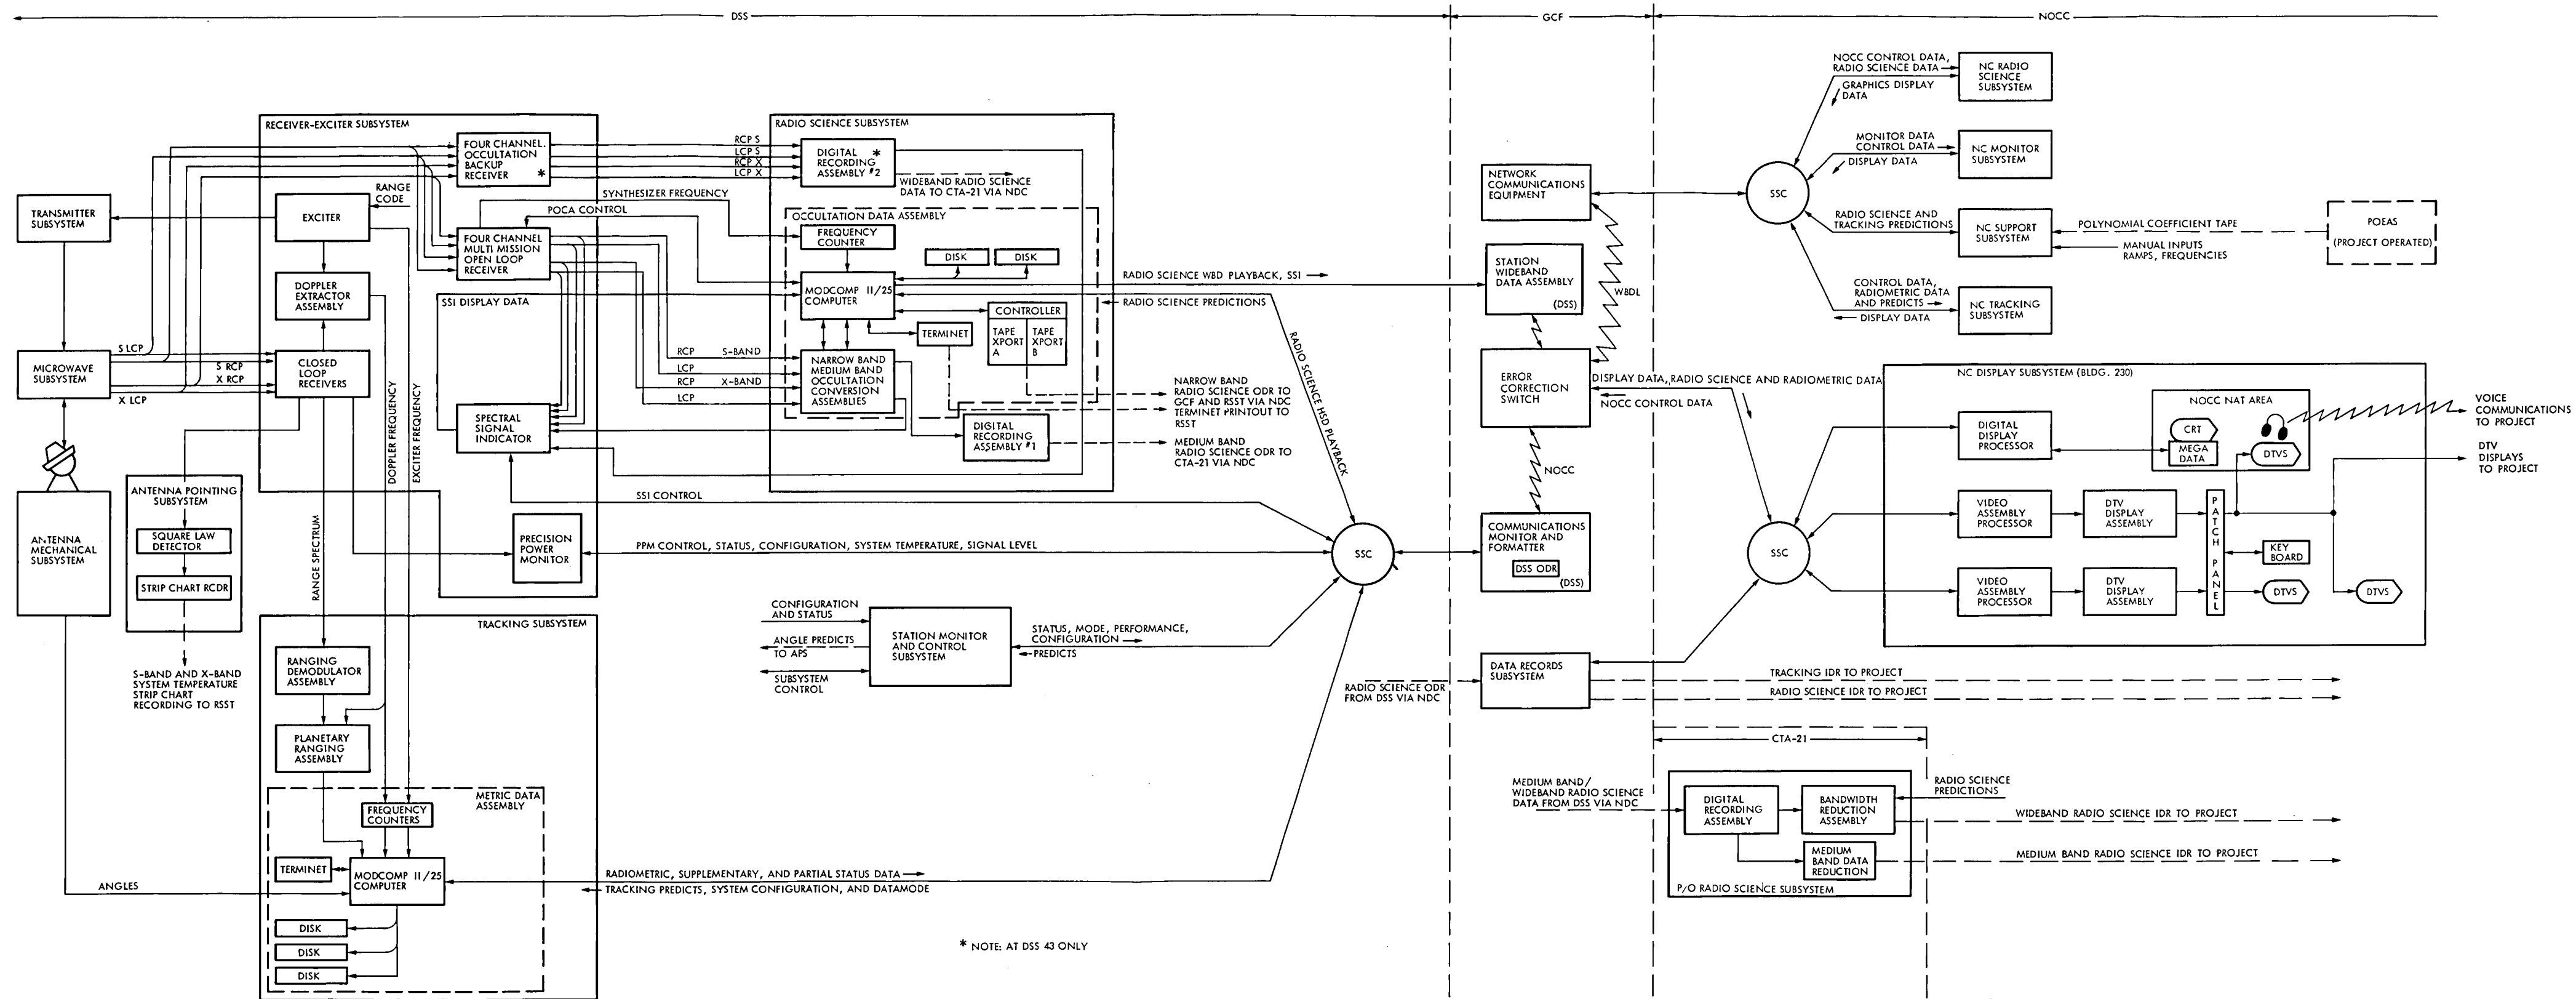 DSS
GCF
NOCC
RECEIVER-EXCITER SUBSYSTEM
FOUR CHANNEL.
OCCULTATION
BACKUP
RECEIVER *
EXCITER
RANGE
CODE
TRANSMITTER
SUBSYSTEM
FOUR CHANNEL
MULTI MISSION
OPEN LOOP
RECEIVER
DOPPLER
EXTRACTOR
ASSEMBLY
SSI DISPLAY DATA
CLOSED
LOOP
RECEIVERS
S LCP
S RCP
X RCP
X LCP
MICROWAVE
SUBSYSTEM
SPECTRAL
SIGNAL
INDICATOR
DOPPLER FREQUENCY
EXCITER FREQUENCY
ANTENNA
MECHANICAL
SUBSYSTEM
ANTENNA POINTING
SUBSYSTEM
SQUARE LAW
DETECTOR
STRIP CHART RCDR
S-BAND AND X-BAND
SYSTEM TEMPERATURE
STRIP CHART
RECORDING TO RSST
RANGE SPECTRUM
PRECISION
POWER
MONITOR
RCP S
LCP S
RCP X
LCP X
SYNTHESIZER FREQUENCY
POCA CONTROL
RADIO SCIENCE SUBSYSTEM
DIGITAL *
RECORDING
ASSEMBLY #2
WIDEBAND RADIO SCIENCE
DATA TO CTA-21 VIA NDC
OCCULTATION DATA ASSEMBLY
FREQUENCY
COUNTER
DISK
DISK
MODCOMP II/25
COMPUTER
CONTROLLER
TAPE
XPORT
A
TAPE
XPORT
B
TERMINET
RCP S-BAND
LCP
RCP X-BAND
LCP
NARROW BAND
MEDIUM BAND
OCCULTATION
CONVERSION
ASSEMBLIES
DIGITAL
RECORDING
ASSEMBLY #1
RADIO SCIENCE WBD PLAYBACK, SSI
RADIO SCIENCE PREDICTIONS
NARROW BAND
RADIO SCIENCE ODR TO
GCF AND RSST VIA NDC
TERMINET PRINTOUT TO
RSST
MEDIUM BAND
RADIO SCIENCE ODR TO
CTA-21 VIA NDC
RADIO SCIENCE HSD PLAYBACK
SSI CONTROL
PPM CONTROL, STATUS, CONFIGURATION, SYSTEM TEMPERATURE, SIGNAL LEVEL
SSC
CONFIGURATION
AND STATUS
ANGLE PREDICTS
TO APS
SUBSYSTEM
CONTROL
STATION MONITOR
AND CONTROL
SUBSYSTEM
STATUS, MODE, PERFORMANCE,
CONFIGURATION
PREDICTS
TRACKING SUBSYSTEM
RANGING
DEMODULATOR
ASSEMBLY
PLANETARY
RANGING
ASSEMBLY
METRIC DATA
ASSEMBLY
FREQUENCY
COUNTERS
TERMINET
MODCOMP II/25
COMPUTER
ANGLES
DISK
DISK
DISK
RADIOMETRIC, SUPPLEMENTARY, AND PARTIAL STATUS DATA
TRACKING PREDICTS, SYSTEM CONFIGURATION, AND DATAMODE
* NOTE: AT DSS 43 ONLY
NETWORK
COMMUNICATIONS
EQUIPMENT
STATION
WIDEBAND
DATA ASSEMBLY
(DSS)
WBDL
ERROR
CORRECTION
SWITCH
NOCC
COMMUNICATIONS
MONITOR AND
FORMATTER
DSS ODR
(DSS)
DATA RECORDS
SUBSYSTEM
RADIO SCIENCE ODR
FROM DSS VIA NDC
DISPLAY DATA, RADIO SCIENCE AND RADIOMETRIC DATA
NOCC CONTROL DATA
SSC
NOCC CONTROL DATA,
RADIO SCIENCE DATA
GRAPHICS DISPLAY
DATA
NC RADIO
SCIENCE
SUBSYSTEM
MONITOR DATA
CONTROL DATA
DISPLAY DATA
NC MONITOR
SUBSYSTEM
RADIO SCIENCE AND
TRACKING PREDICTIONS
NC SUPPORT
SUBSYSTEM
POLYNOMIAL COEFFICIENT TAPE
MANUAL INPUTS
RAMPS, FREQUENCIES
POEAS
(PROJECT OPERATED)
CONTROL DATA,
RADIOMETRIC DATA
AND PREDICTS
DISPLAY DATA
NC TRACKING
SUBSYSTEM
SSC
NC DISPLAY SUBSYSTEM (BLDG. 230)
NOCC NAT AREA
CRT
MEGA
DATA
DTVS
DIGITAL
DISPLAY
PROCESSOR
VIDEO
ASSEMBLY
PROCESSOR
DTV
DISPLAY
ASSEMBLY
PATCH PANEL
KEY
BOARD
VIDEO
ASSEMBLY
PROCESSOR
DTV
DISPLAY
ASSEMBLY
DTVS
DTVS
VOICE
COMMUNICATIONS
TO PROJECT
DTV
DISPLAYS
TO PROJECT
TRACKING IDR TO PROJECT
RADIO SCIENCE IDR TO PROJECT
CTA-21
MEDIUM BAND/
WIDEBAND RADIO SCIENCE
DATA FROM DSS VIA NDC
DIGITAL
RECORDING
ASSEMBLY
BANDWIDTH
REDUCTION
ASSEMBLY
MEDIUM
BAND DATA
REDUCTION
P/O RADIO SCIENCE SUBSYSTEM
RADIO SCIENCE
PREDICTIONS
WIDEBAND RADIO SCIENCE IDR TO PROJECT
MEDIUM BAND RADIO SCIENCE IDR TO PROJECT